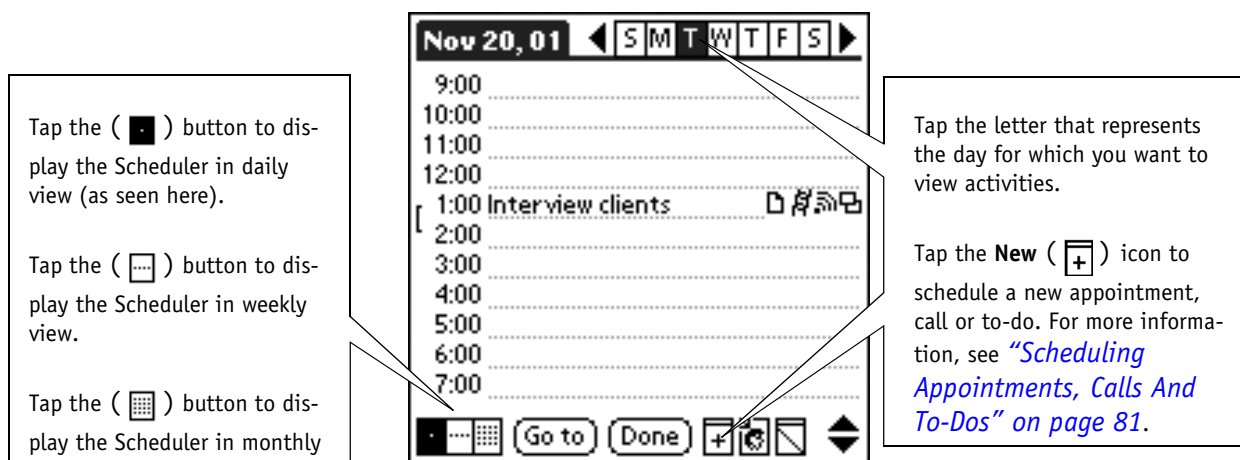 Tap the ( ) button to dis-
play the Scheduler in daily
view (as seen here).
Tap the ( ) button to dis-
play the Scheduler in weekly
view.
Tap the ( ) button to dis-
play the Scheduler in monthly
Nov 20, 01 S M T W T F S
9:00
10:00
11:00
12:00
1:00 Interview clients
2:00
3:00
4:00
5:00
6:00
7:00
Go to Done
Tap the letter that represents
the day for which you want to
view activities.
Tap the New ( ) icon to
schedule a new appointment,
call or to-do. For more informa-
tion, see “Scheduling
Appointments, Calls And
To-Dos” on page 81.